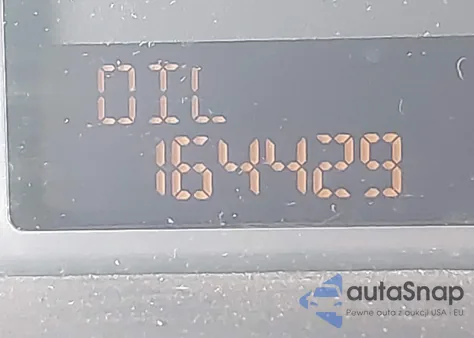 OIL
164429
autoSnap
Pewne auta z aukcji USA - EU